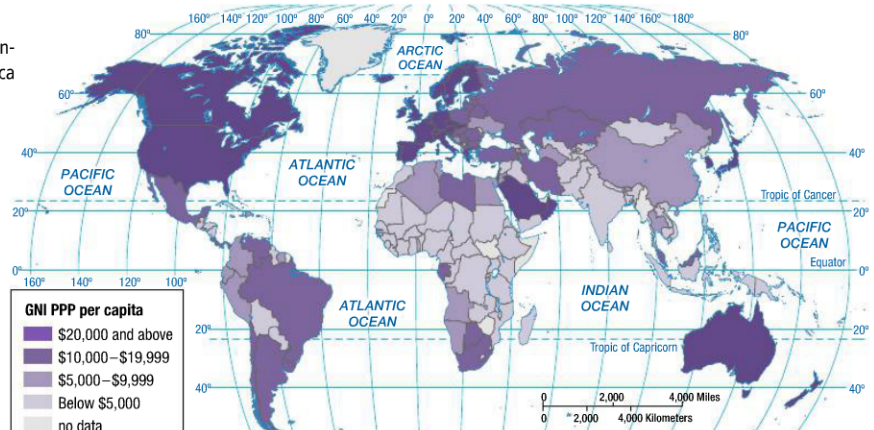 n-
ca
160° 140° 120° 100° 80° 60° 40° 20° 0° 20° 40° 60° 80° 100° 120° 140° 160° 180°
80° 80°
ARCTIC
OCEAN
60° 60°
40° 40°
PACIFIC
OCEAN
ATLANTIC
OCEAN
Tropic of Cancer
20° 20°
PACIFIC
OCEAN
Equator
0° 0°
160° 140° 120° 100°
INDIAN
OCEAN
ATLANTIC
OCEAN
GNI PPP per capita
$20,000 and above
$10,000–$19,999
$5,000–$9,999
Below $5,000
no data
20° 20°
Tropic of Capricorn
40° 40°
0 2,000 4,000 Miles
0 2,000 4,000 Kilometers